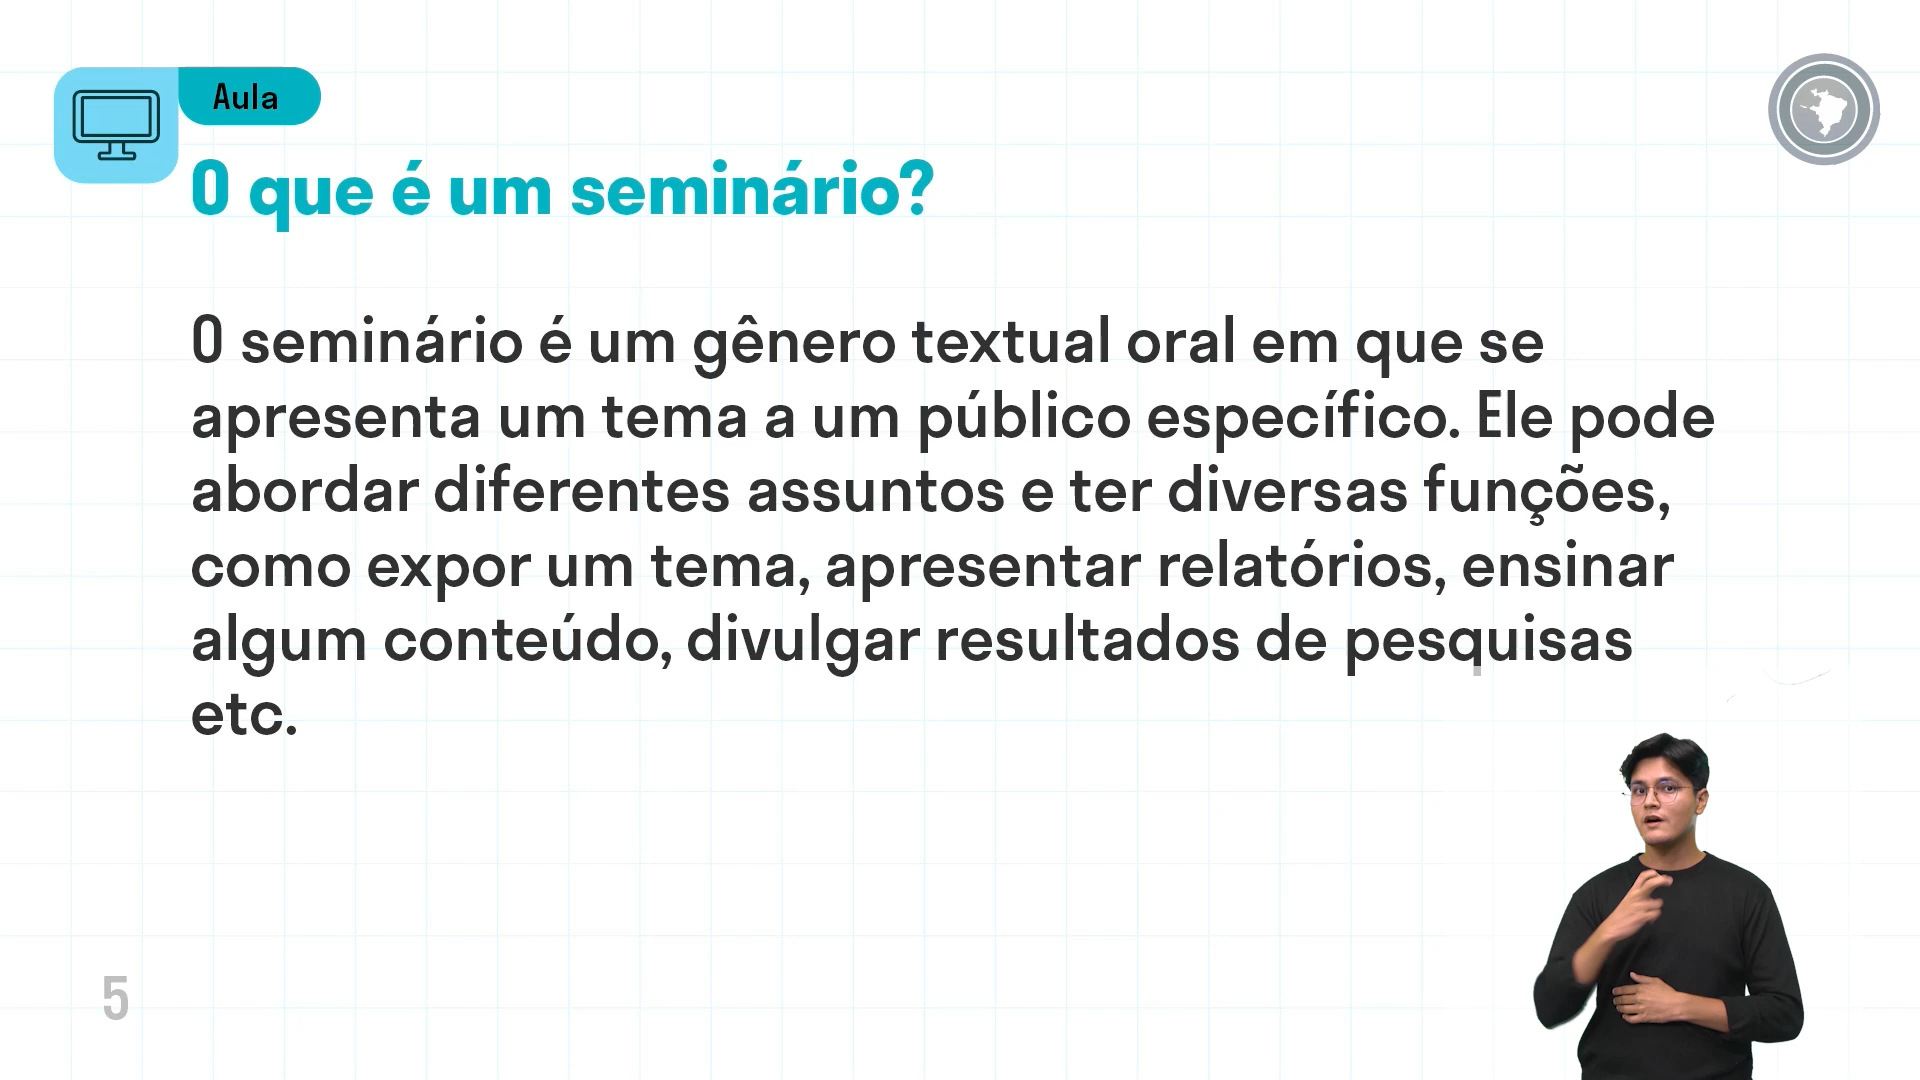 Aula
O que é um seminário?
O seminário é um gênero textual oral em que se
apresenta um tema a um público específico. Ele pode
abordar diferentes assuntos e ter diversas funções,
como expor um tema, apresentar relatórios, ensinar
algum conteúdo, divulgar resultados de pesquisas
etc.
5